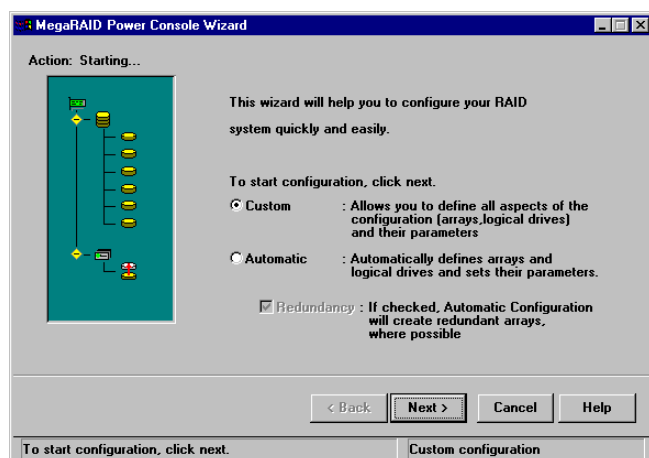 MegaRAID Power Console Wizard
Action: Starting...
This wizard will help you to configure your RAID
system quickly and easily.
To start configuration, click next.
Custom : Allows you to define all aspects of the
configuration (arrays,logical drives)
and their parameters
Automatic : Automatically defines arrays and
logical drives and sets their parameters.
Redundancy : If checked, Automatic Configuration
will create redundant arrays,
where possible
< Back Next > Cancel Help
To start configuration, click next. Custom configuration